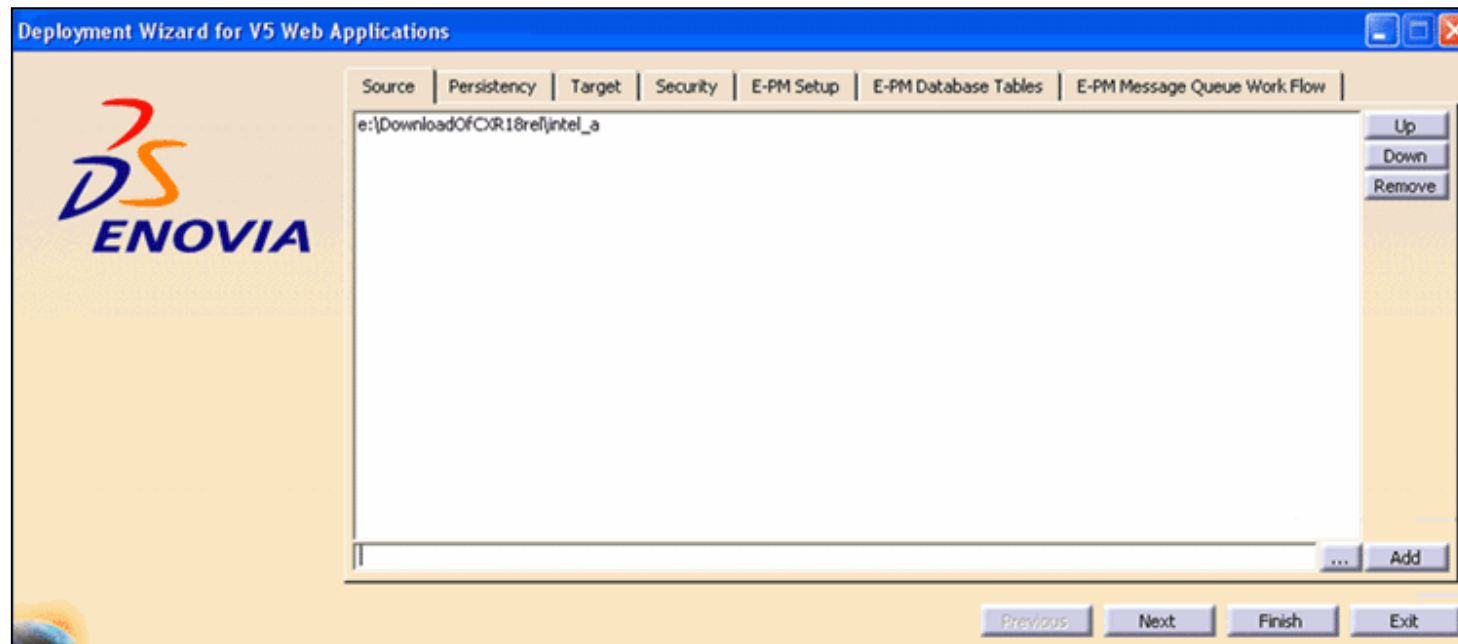 Deployment Wizard for V5 Web Applications
Source Persistency Target Security E-PM Setup E-PM Database Tables E-PM Message Queue Work Flow
e:\DownloadOfCXR18rel\intel_a
Up
Down
Remove
DS
ENOVIA
... Add
Previous Next Finish Exit